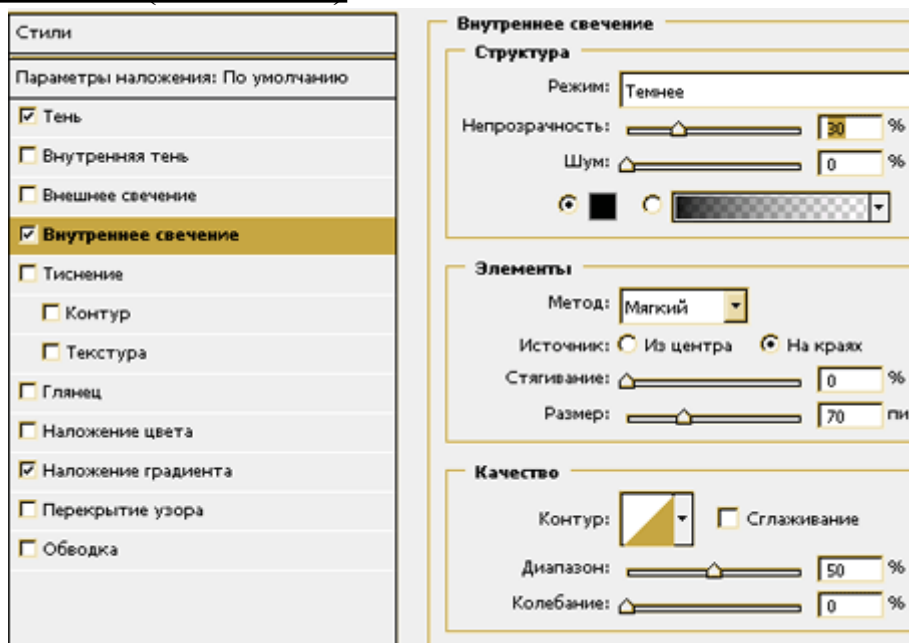 Стили
Параметры наложения: По умолчанию
Тень
Внутренняя тень
Внешнее свечение
Внутреннее свечение
Тиснение
Контур
Текстура
Глянец
Наложение цвета
Наложение градиента
Перекрытие узора
Обводка
Внутреннее свечение
Структура
Режим: Темнее
Непрозрачность: 30 %
Шум: 0 %
Элементы
Метод: Мягкий
Источник: Из центра На краях
Стягивание: 0 %
Размер: 70 пи
Качество
Контур: Сглаживание
Диапазон: 50 %
Колебание: 0 %